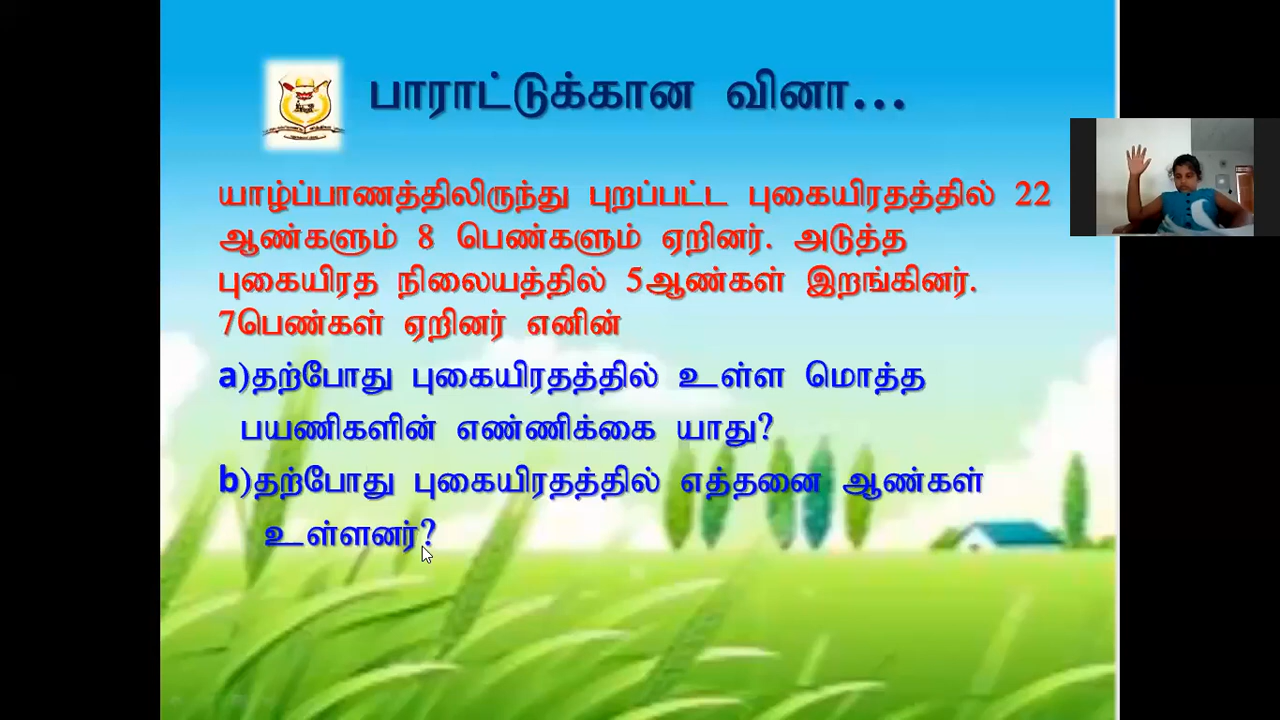 பாராட்டுக்கான வினா...
யாழ்ப்பாணத்திலிருந்து புறப்பட்ட புகையிரதத்தில் 22
ஆண்களும் 8 பெண்களும் ஏறினர். அடுத்த
புகையிரத நிலையத்தில் 5ஆண்கள் இறங்கினர்.
7பெண்கள் ஏறினர் எனின்
a)தற்போது புகையிரதத்தில் உள்ள மொத்த
பயணிகளின் எண்ணிக்கை யாது?
b)தற்போது புகையிரதத்தில் எத்தனை ஆண்கள்
உள்ளனர்?